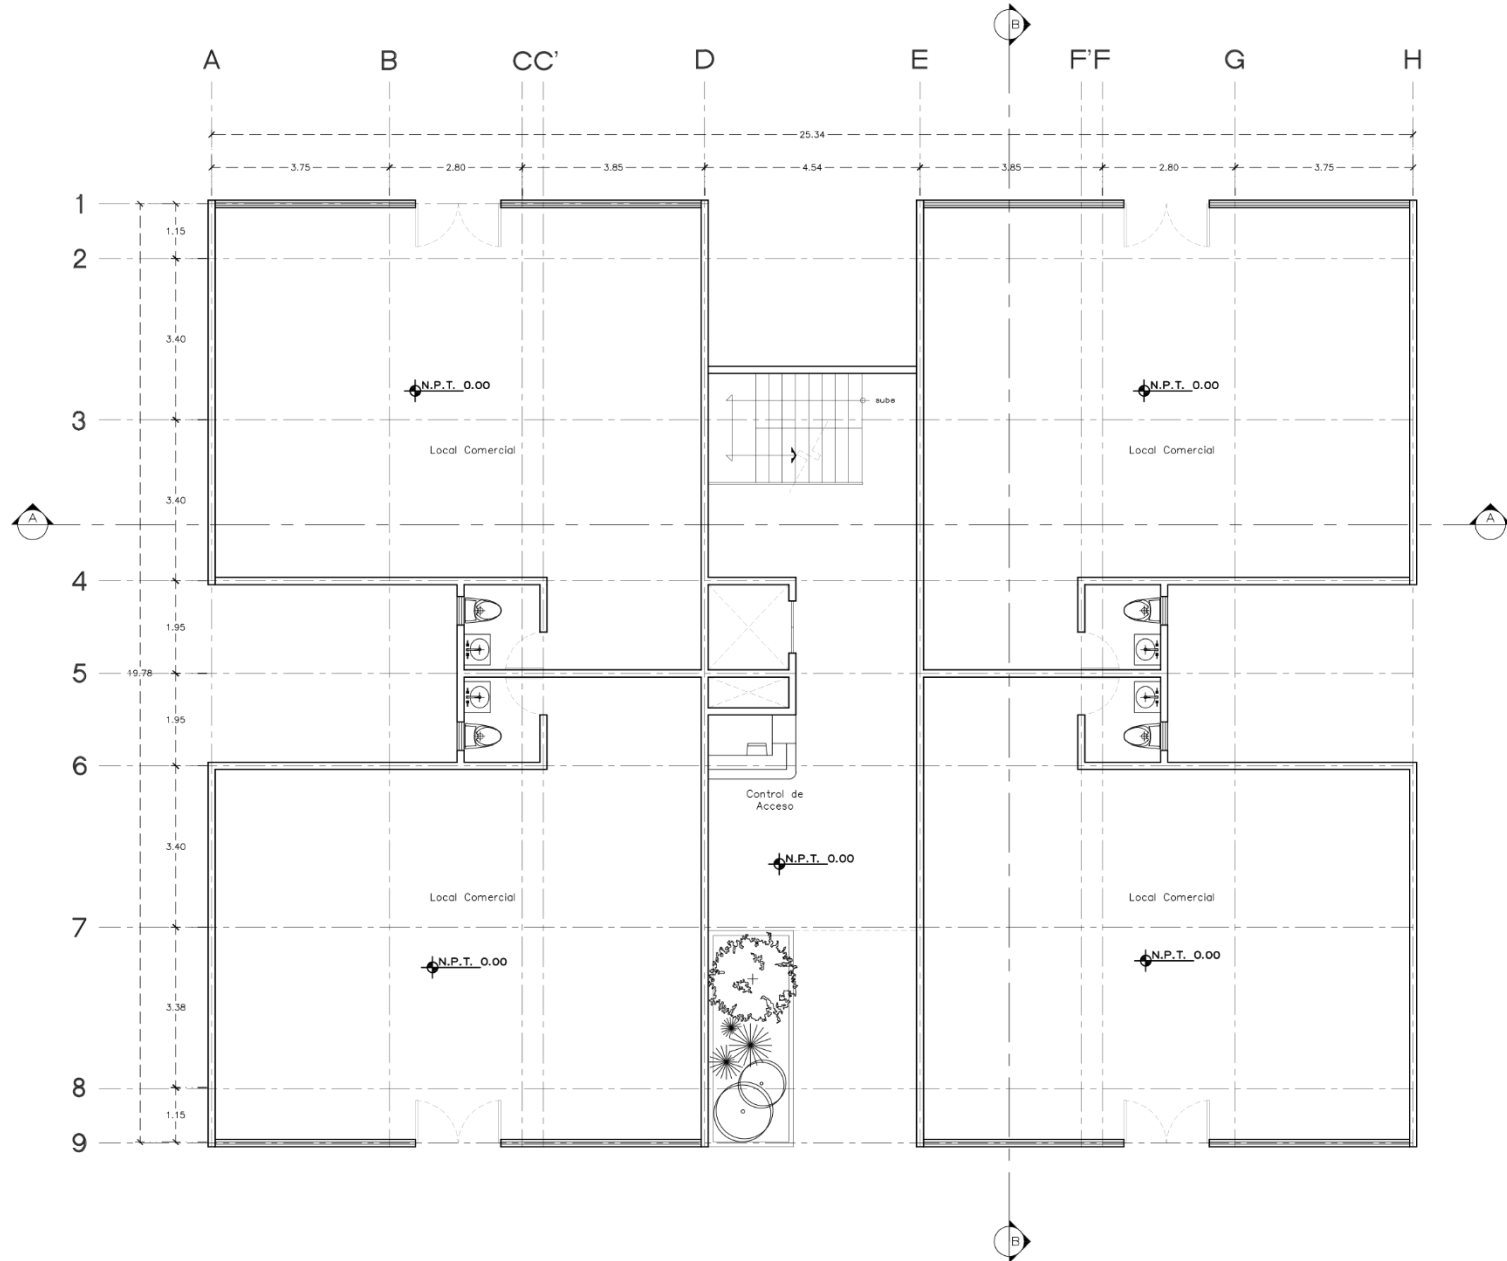 B
A B C C' D E F' F G H
25.34
3.75 2.80 3.85 4.54 3.85 2.80 3.75
1
1.15
2
3.40
N.P.T. 0.00 N.P.T. 0.00
sube
3
Local Comercial Local Comercial
3.40
A A
4
1.95
5
19.78
1.95
6
Control de
Acceso
3.40
N.P.T. 0.00
Local Comercial Local Comercial
7
N.P.T. 0.00 N.P.T. 0.00
3.38
8
1.15
9
B